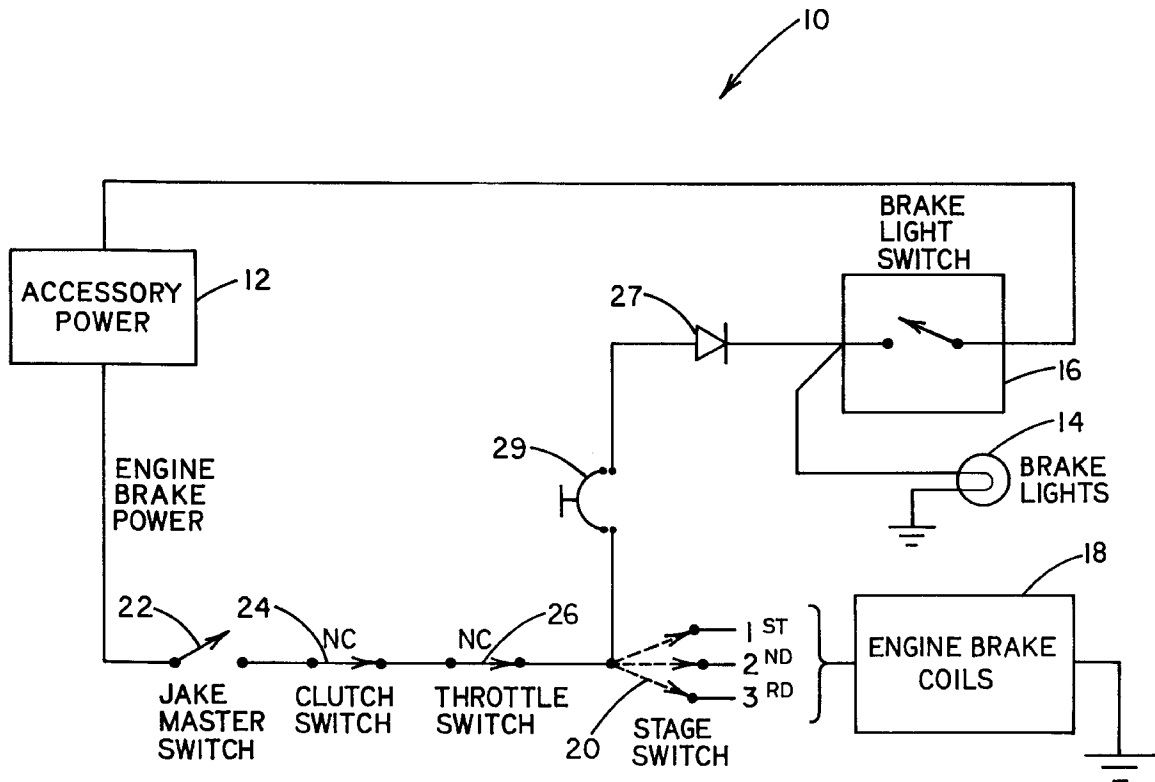 10
BRAKE
LIGHT
SWITCH
ACCESSORY
POWER
12
27
16
14
29
BRAKE
LIGHTS
ENGINE
BRAKE
POWER
18
22
24
NC
NC
26
1 ST
2 ND
3 RD
ENGINE BRAKE
COILS
JAKE
MASTER
SWITCH
CLUTCH
SWITCH
THROTTLE
SWITCH
20
STAGE
SWITCH